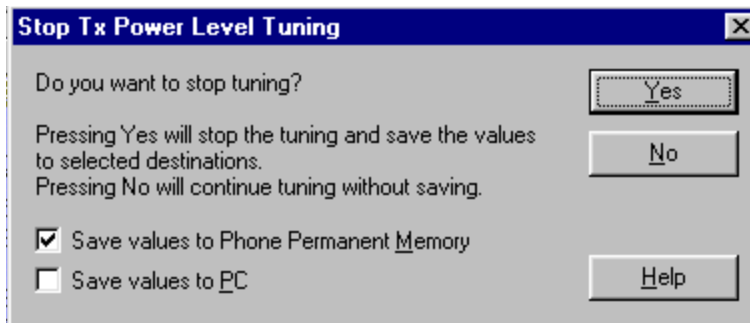 Stop Tx Power Level Tuning
Do you want to stop tuning?
Yes
Pressing Yes will stop the tuning and save the values
to selected destinations.
No
Pressing No will continue tuning without saving.
Save values to Phone Permanent Memory
Save values to PC
Help